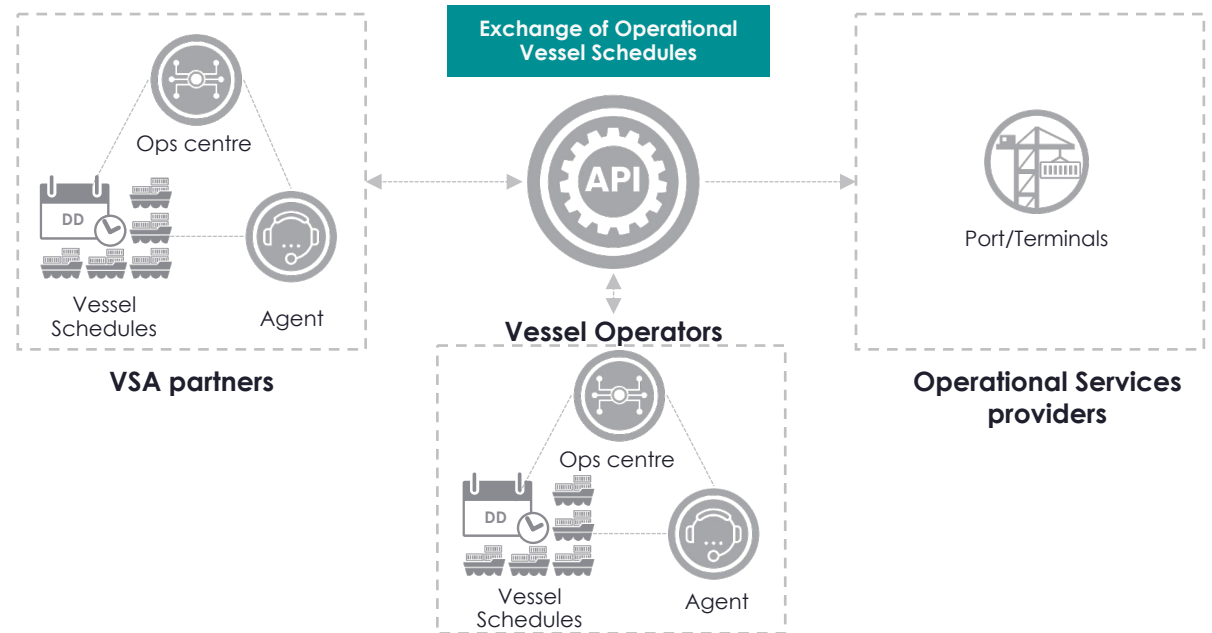 Exchange of Operational
Vessel Schedules
Ops centre
DD
Vessel
Schedules
Agent
VSA partners
API
Port/Terminals
Operational Services
providers
Vessel Operators
Ops centre
DD
Vessel
Schedules
Agent